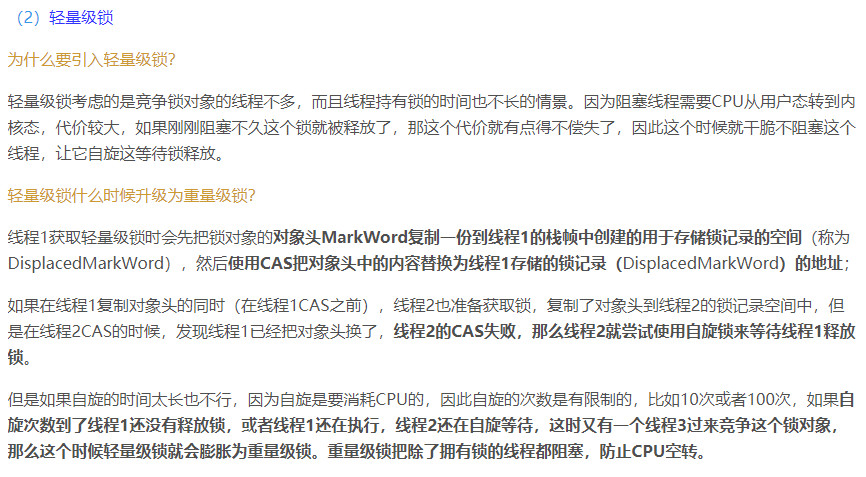 （2）轻量级锁
为什么要引入轻量级锁？
轻量级锁考虑的是竞争锁对象的线程不多，而且线程持有锁的时间也不长的情景。因为阻塞线程需要CPU从用户态转到内
核态，代价较大，如果刚刚阻塞不久这个锁就被释放了，那这个代价就有点得不偿失了，因此这个时候就干脆不阻塞这个
线程，让它自旋这等待锁释放。
轻量级锁什么时候升级为重量级锁？
线程1获取轻量级锁时会先把锁对象的对象头MarkWord复制一份到线程1的栈帧中创建的用于存储锁记录的空间（称为
DisplacedMarkWord），然后使用CAS把对象头中的内容替换为线程1存储的锁记录（DisplacedMarkWord）的地址；
如果在线程1复制对象头的同时（在线程1CAS之前），线程2也准备获取锁，复制了对象头到线程2的锁记录空间中，但
是在线程2CAS的时候，发现线程1已经把对象头换了，线程2的CAS失败，那么线程2就尝试使用自旋锁来等待线程1释放
锁。
但是如果自旋的时间太长也不行，因为自旋是要消耗CPU的，因此自旋的次数是有限制的，比如10次或者100次，如果自
旋次数到了线程1还没有释放锁，或者线程1还在执行，线程2还在自旋等待，这时又有一个线程3过来竞争这个锁对象，
那么这个时候轻量级锁就会膨胀为重量级锁。重量级锁把除了拥有锁的线程都阻塞，防止CPU空转。